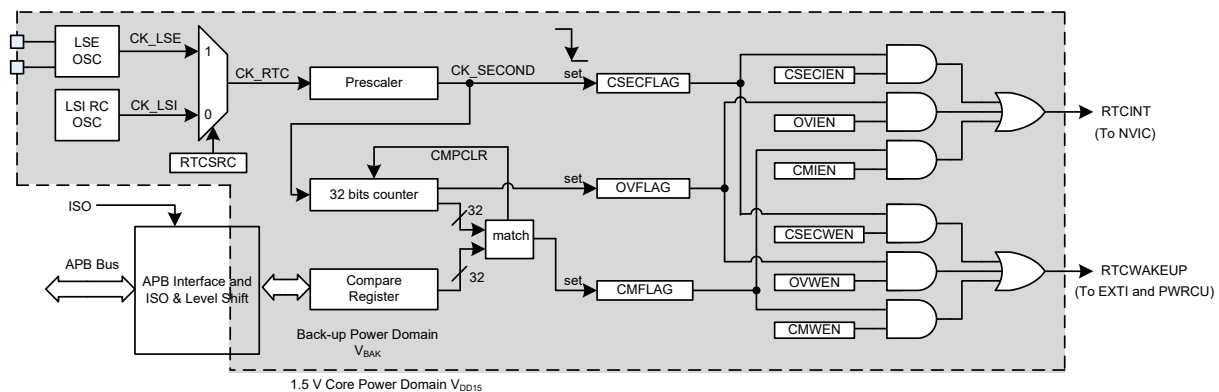 LSE
OSC
CK_LSE
1
CK_RTC
Prescaler
CK_SECOND
set
CSECFLAG
CSECIEN
LSI RC
OSC
CK_LSI
0
RTCSRC
OVIEN
RTCINT
(To NVIC)
CMPCLR
CMIEN
32 bits counter
set
OVFLAG
ISO
32
match
CSECWEN
APB Bus
APB Interface and
ISO & Level Shift
Compare
Register
32
set
CMFLAG
OVWEN
RTCWAKEUP
(To EXTI and PWRCU)
CMWEN
Back-up Power Domain
VBAK
1.5 V Core Power Domain VDD15